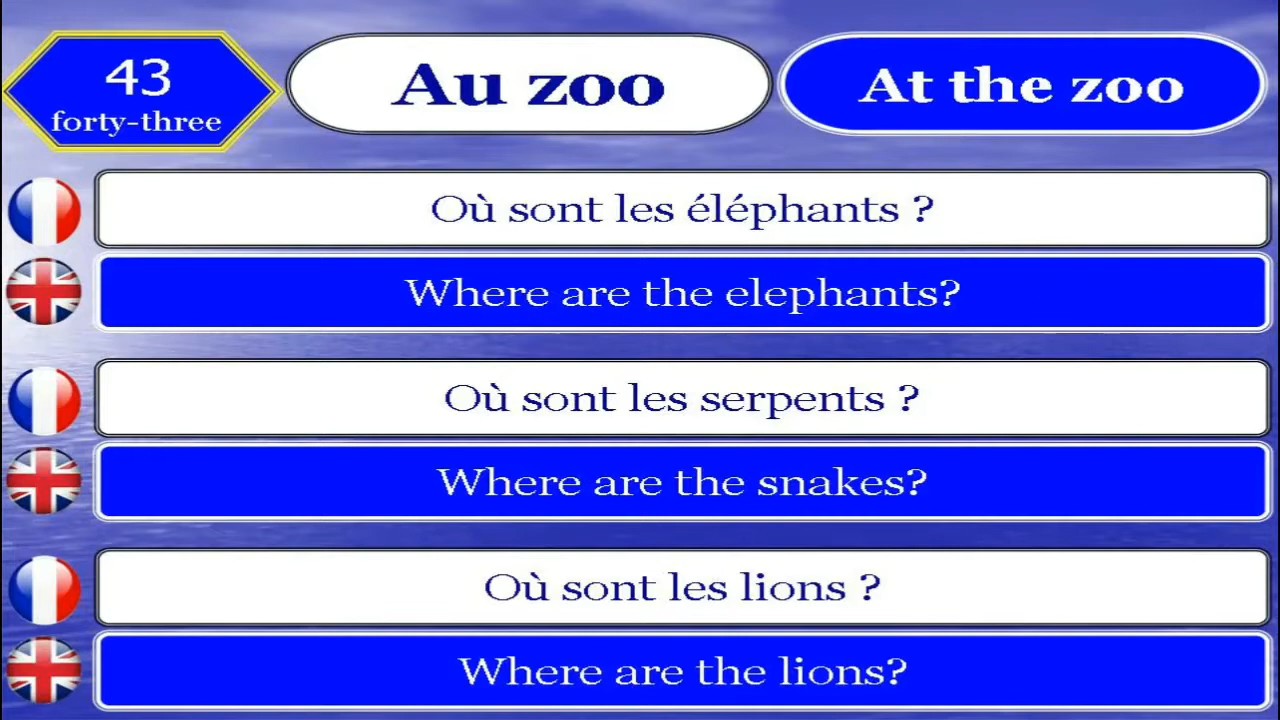 43
forty-three
Au zoo
At the zoo
Où sont les éléphants ?
Where are the elephants?
Où sont les serpents ?
Where are the snakes?
Où sont les lions ?
Where are the lions?